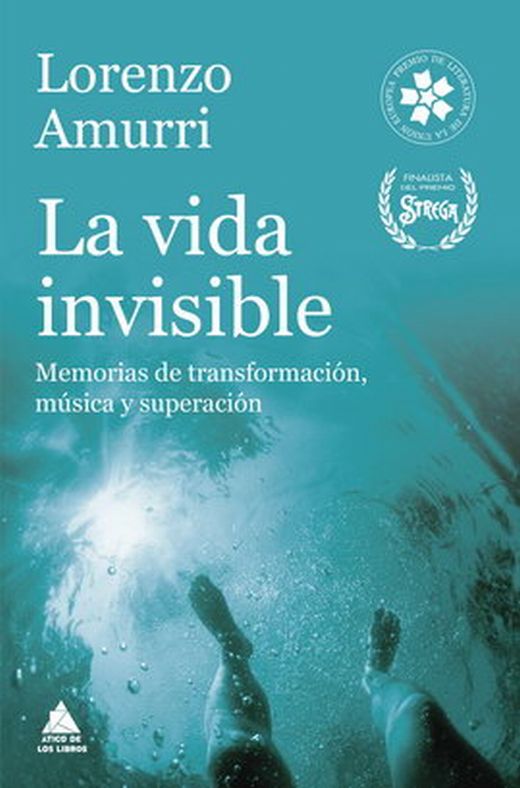 Lorenzo
Amurri
PREMIO DE LITERATURA DE LA UNIÓN EUROPEA
FINALISTA
DEL PREMIO
STREGA
La vida
invisible
Memorias de transformación,
música y superación
ÁTICO DE
LOS LIBROS